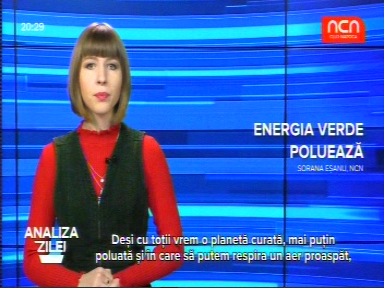 20:29
ncn
ENERGIA VERDE
POLUEAZĂ
SORANA ESANU, NCN
ANALIZA
ZILEI
Deși cu toții vrem o planetă curată, mai puțin
poluată și în care să putem respira un aer proaspăt,